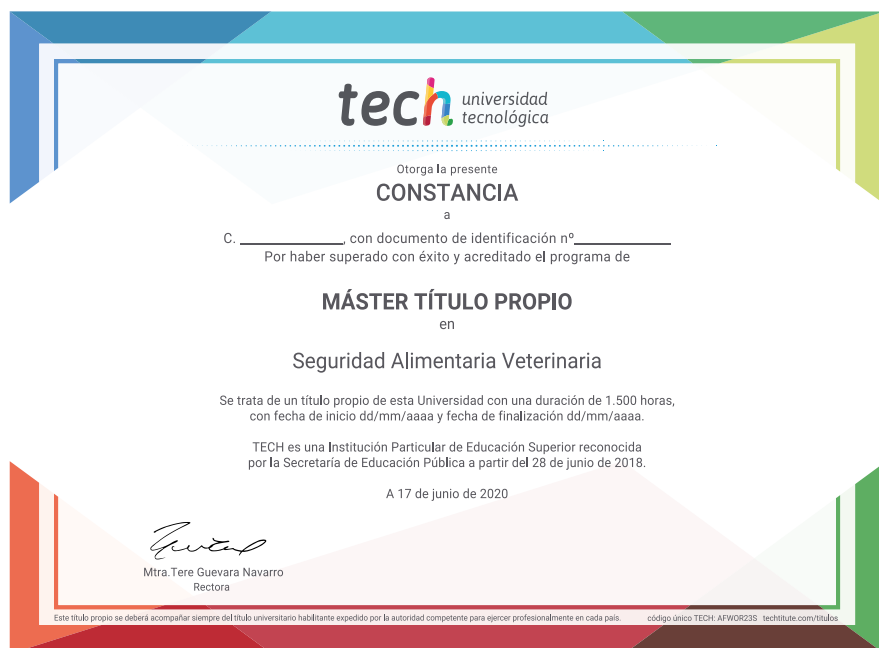 tech universidad
tecnológica
Otorga la presente
CONSTANCIA
a
C. ______________, con documento de identificación nº_____________
Por haber superado con éxito y acreditado el programa de
MÁSTER TÍTULO PROPIO
en
Seguridad Alimentaria Veterinaria
Se trata de un título propio de esta Universidad con una duración de 1.500 horas,
con fecha de inicio dd/mm/aaaa y fecha de finalización dd/mm/aaaa.
TECH es una Institución Particular de Educación Superior reconocida
por la Secretaría de Educación Pública a partir del 28 de junio de 2018.
A 17 de junio de 2020
Mtra.Tere Guevara Navarro
Rectora
Este título propio se deberá acompañar siempre del título universitario habilitante expedido por la autoridad competente para ejercer profesionalmente en cada país. código único TECH: AFWOR23S techtitute.com/titulos